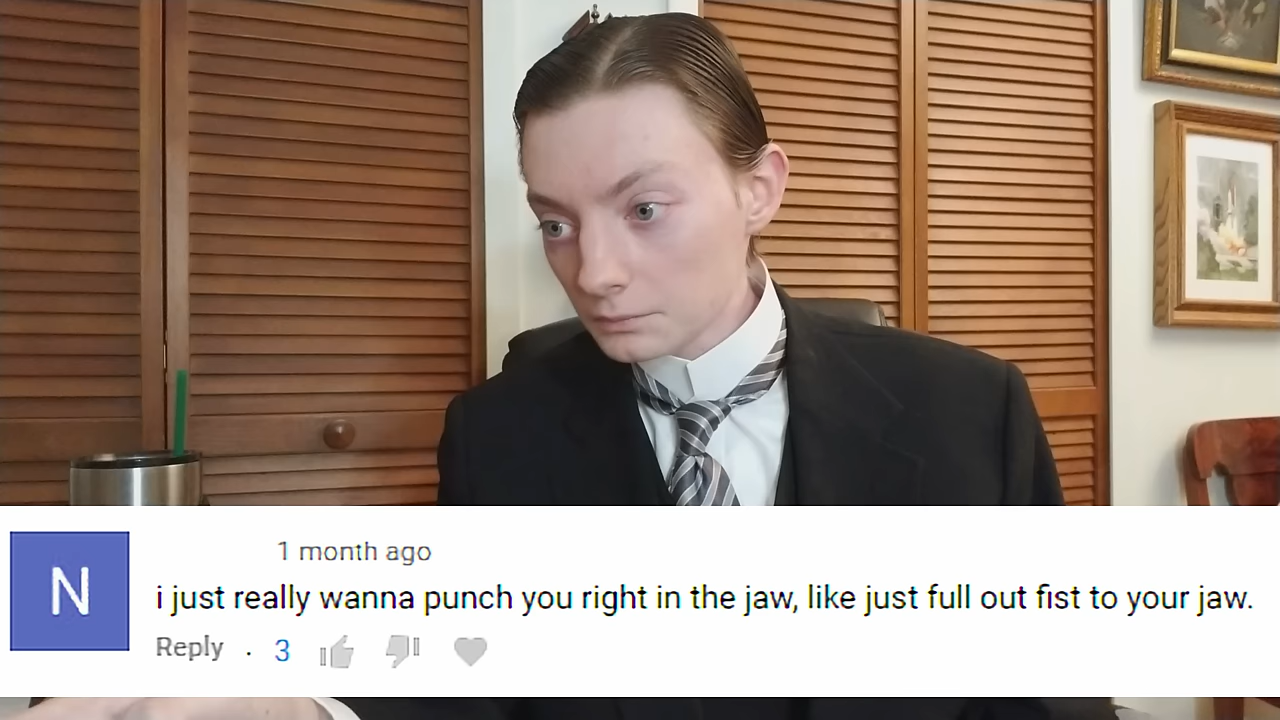 N
1 month ago
i just really wanna punch you right in the jaw, like just full out fist to your jaw.
Reply · 3